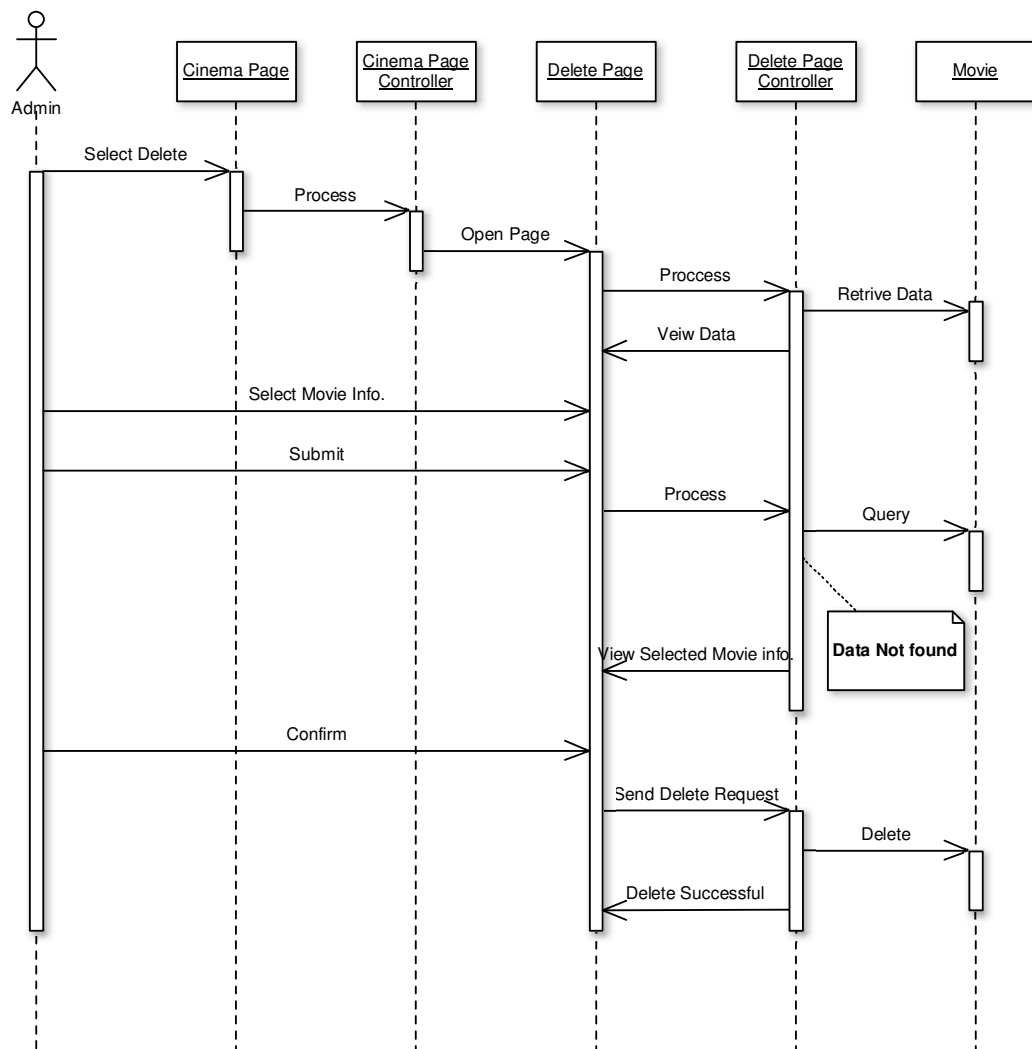 Admin
Cinema Page
Cinema Page
Controller
Delete Page
Delete Page
Controller
Movie
Select Delete
Process
Open Page
Proccess
Retrive Data
Veiw Data
Select Movie Info.
Submit
Process
Query
Data Not found
View Selected Movie info.
Confirm
Send Delete Request
Delete
Delete Successful